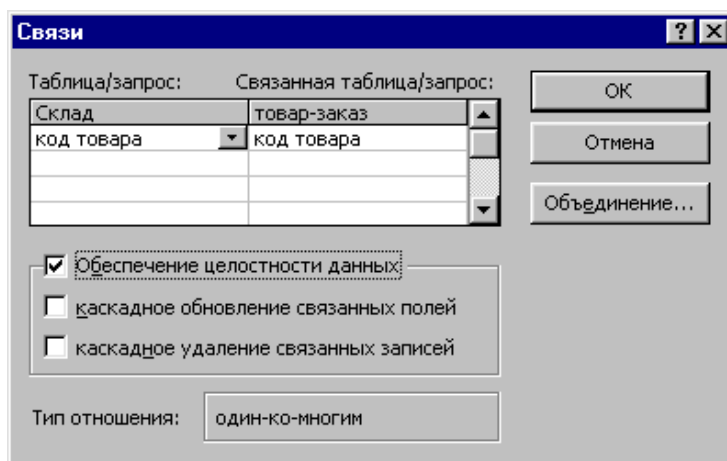 Связи
Таблица/запрос: Связанная таблица/запрос:
Склад товар-заказ
код товара код товара
ОК
Отмена
Объединение...
Обеспечение целостности данных
каскадное обновление связанных полей
каскадное удаление связанных записей
Тип отношения: один-ко-многим